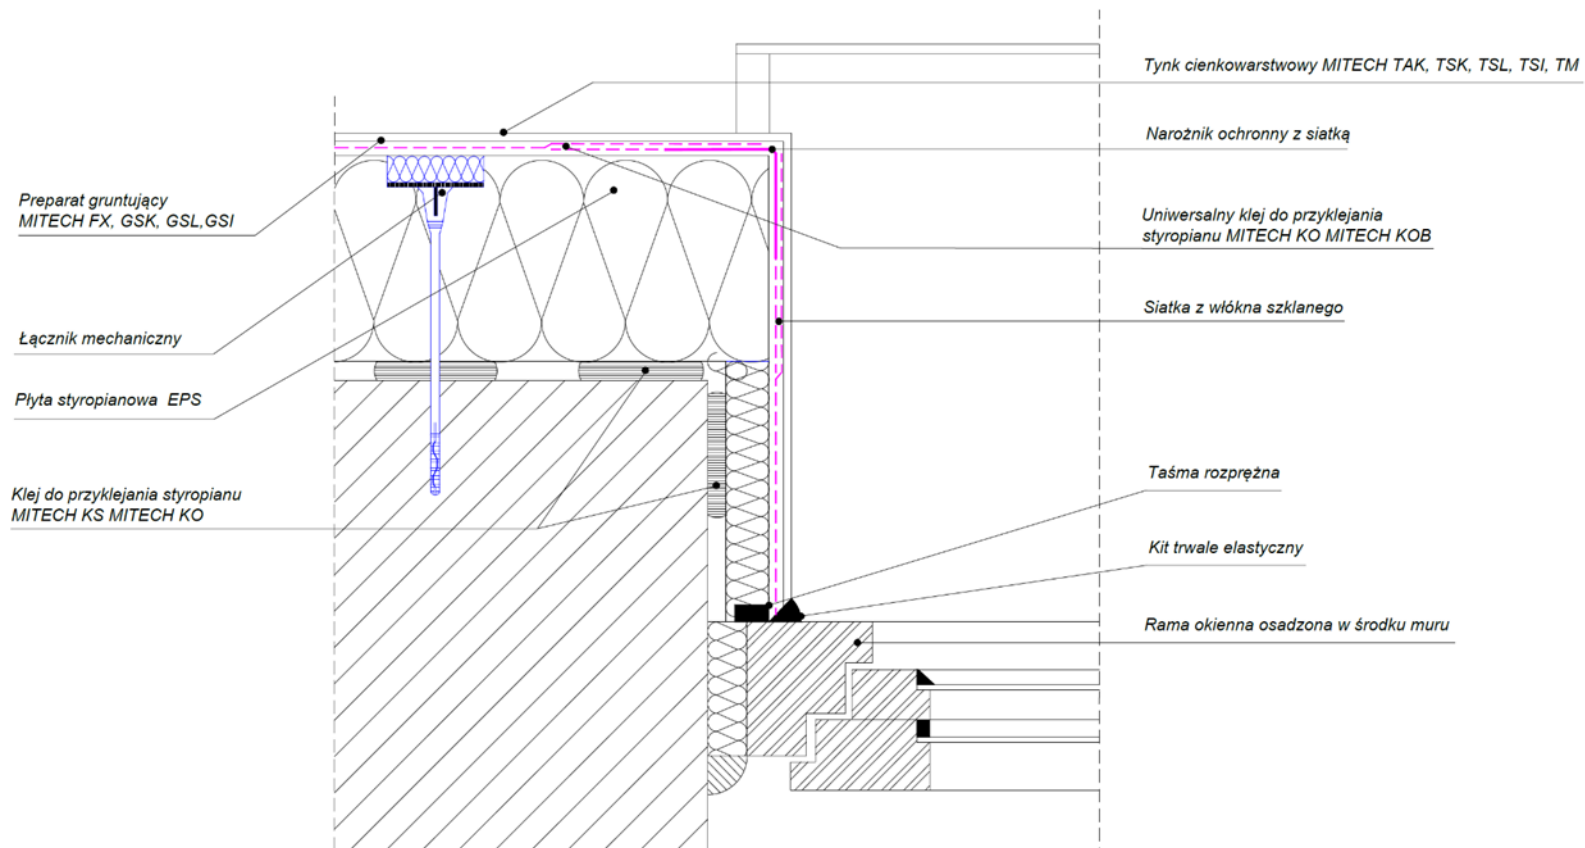 Tynk cienkowarstwowy MITECH TAK, TSK, TSL, TSI, TM
Narożnik ochronny z siatką
Preparat gruntujący
MITECH FX, GSK, GSL,GSI
Uniwersalny klej do przyklejania
styropianu MITECH KO MITECH KOB
Siatka z włókna szklanego
Łącznik mechaniczny
Płyta styropianowa EPS
Klej do przyklejania styropianu
MITECH KS MITECH KO
Taśma rozprężna
Kit trwale elastyczny
Rama okienna osadzona w środku muru